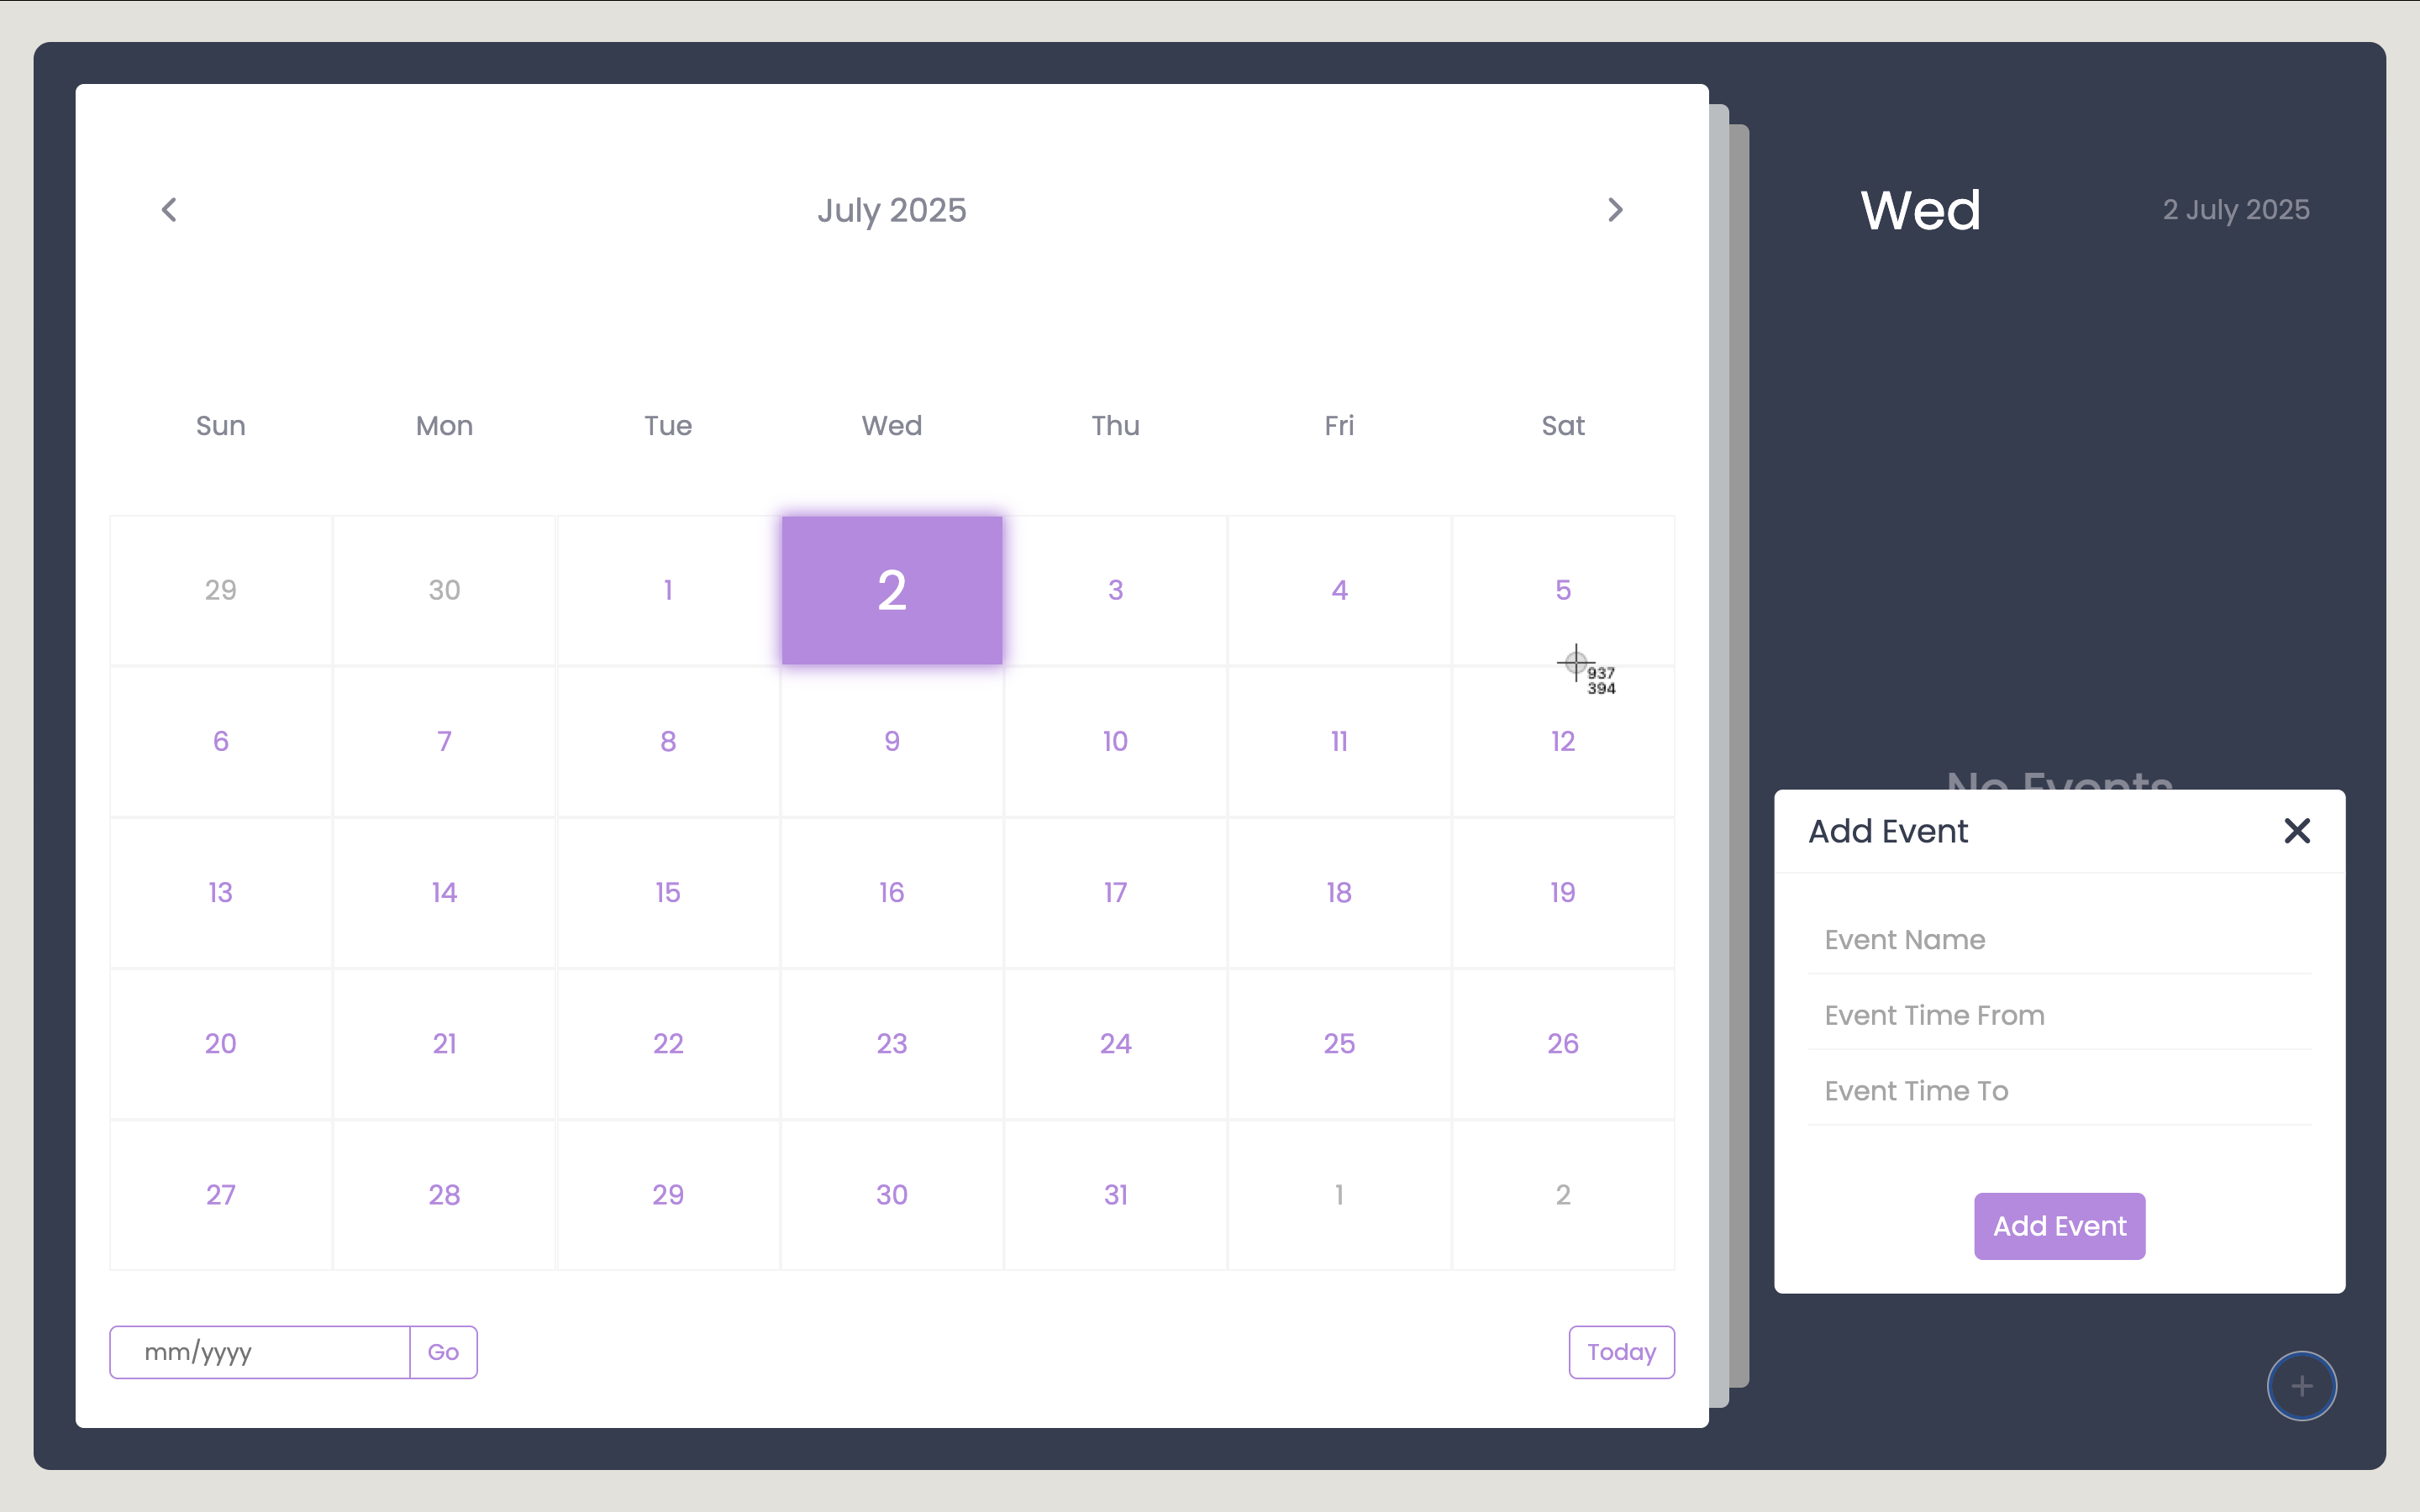 July 2025
Wed 2 July 2025
Sun Mon Tue Wed Thu Fri Sat
29 30 1 2 3 4 5
937
394
6 7 8 9 10 11 12
13 14 15 16 17 18 19
20 21 22 23 24 25 26
27 28 29 30 31 1 2
mm/yyyy Go Today
No Events
Add Event
Event Name
Event Time From
Event Time To
Add Event
+